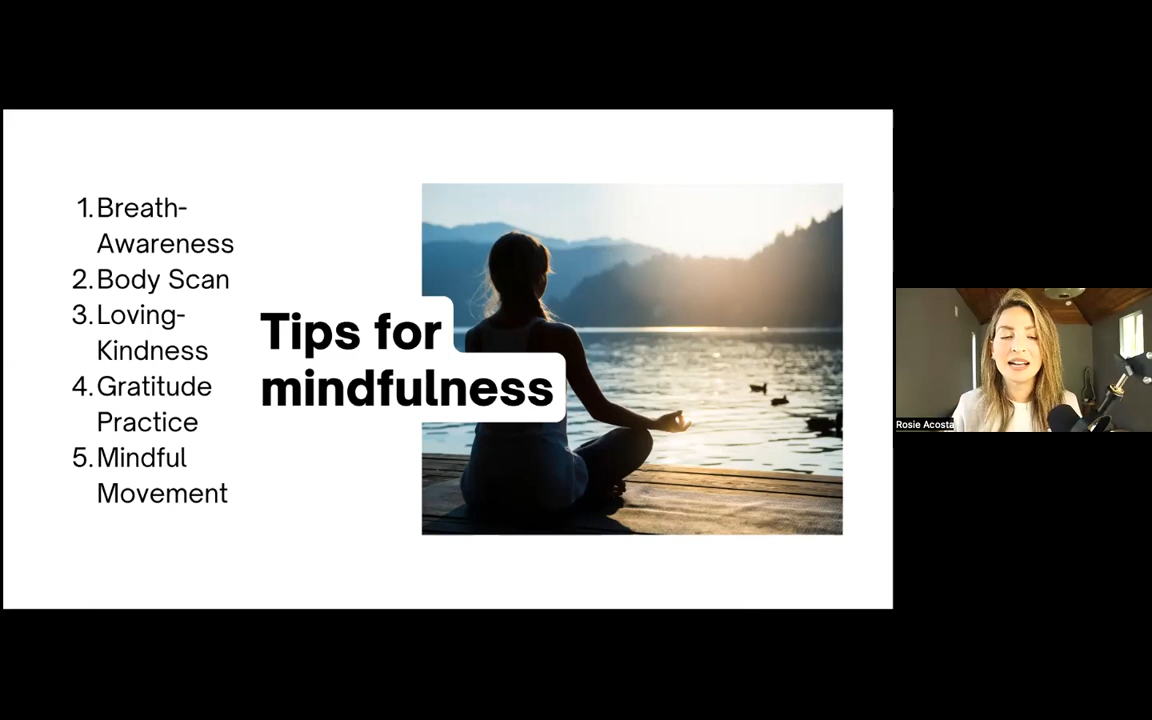 1. Breath-
Awareness
2. Body Scan
3. Loving-
Kindness
4. Gratitude
Practice
5. Mindful
Movement
Tips for
mindfulness
Rosie Acosta